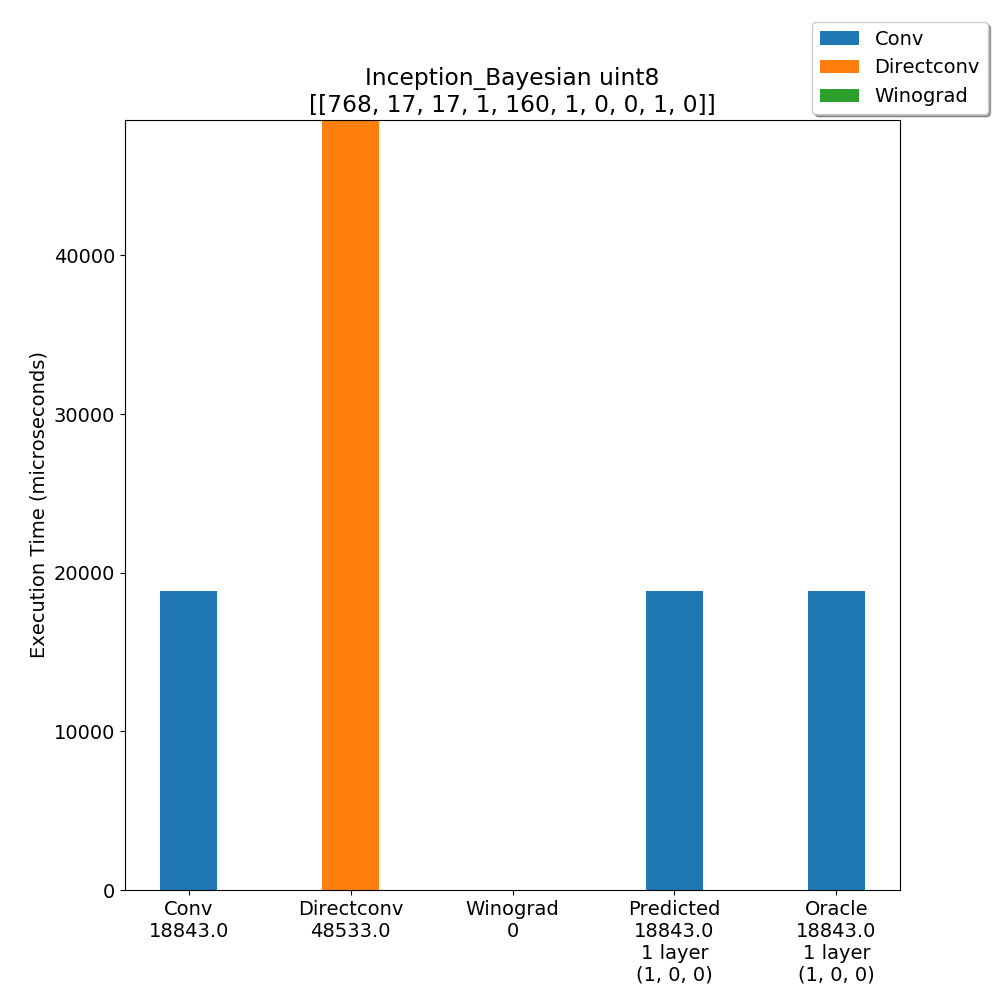 Conv
Directconv
Winograd
Inception_Bayesian uint8
[[768, 17, 17, 1, 160, 1, 0, 0, 1, 0]]
Execution Time (microseconds)
40000
30000
20000
10000
0
Conv
18843.0
Directconv
48533.0
Winograd
0
Predicted
18843.0
1 layer
(1, 0, 0)
Oracle
18843.0
1 layer
(1, 0, 0)